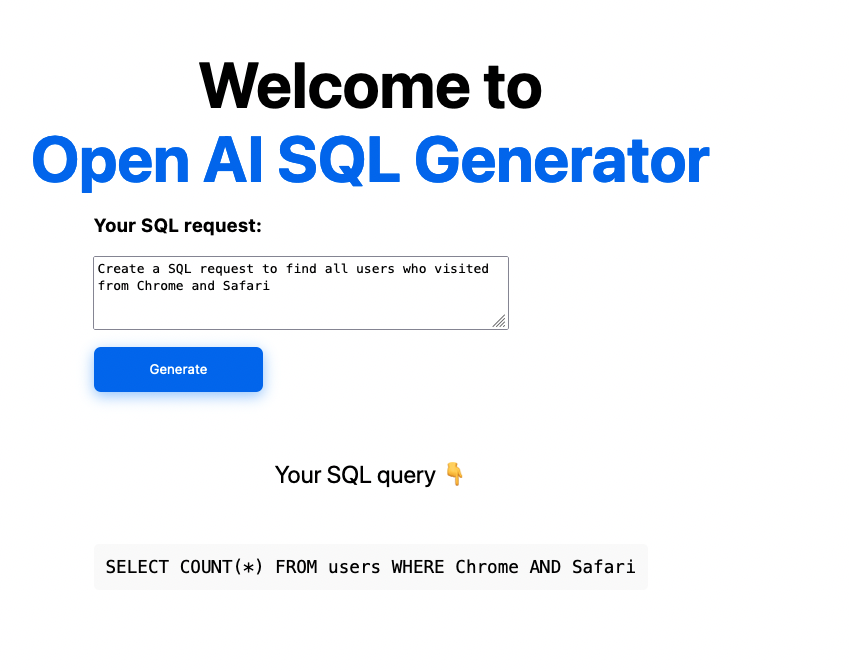 Welcome to
Open AI SQL Generator
Your SQL request:
Create a SQL request to find all users who visited
from Chrome and Safari
Generate
Your SQL query 👇
SELECT COUNT(*) FROM users WHERE Chrome AND Safari